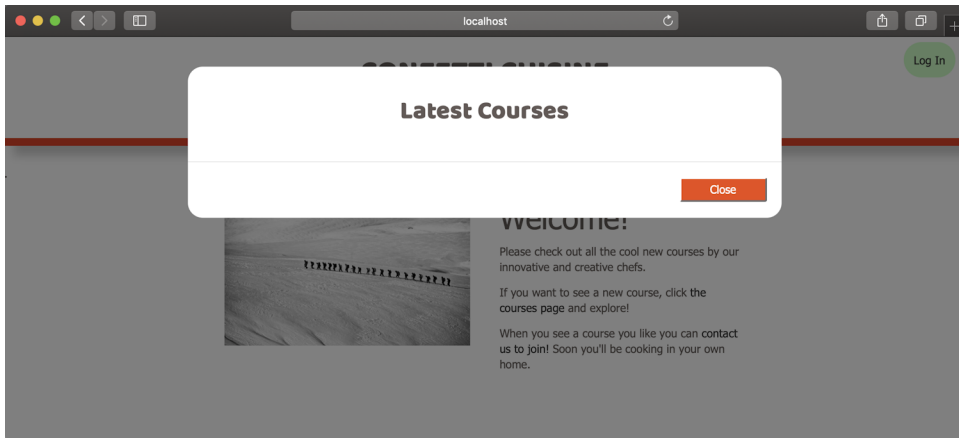 localhost
Log In
Latest Courses
Close
Welcome!
Please check out all the cool new courses by our
innovative and creative chefs.
If you want to see a new course, click the
courses page and explore!
When you see a course you like you can contact
us to join! Soon you'll be cooking in your own
home.